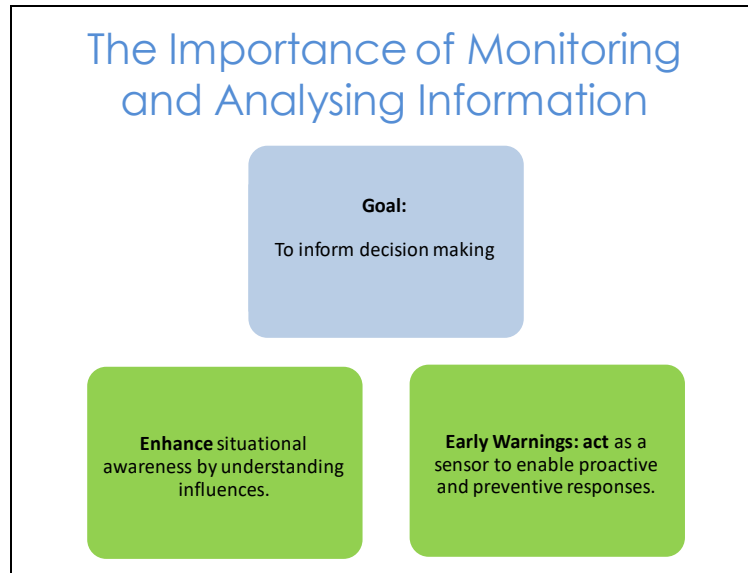 The Importance of Monitoring
and Analysing Information
Goal:
To inform decision making
Enhance situational
awareness by understanding
influences.
Early Warnings: act as a
sensor to enable proactive
and preventive responses.